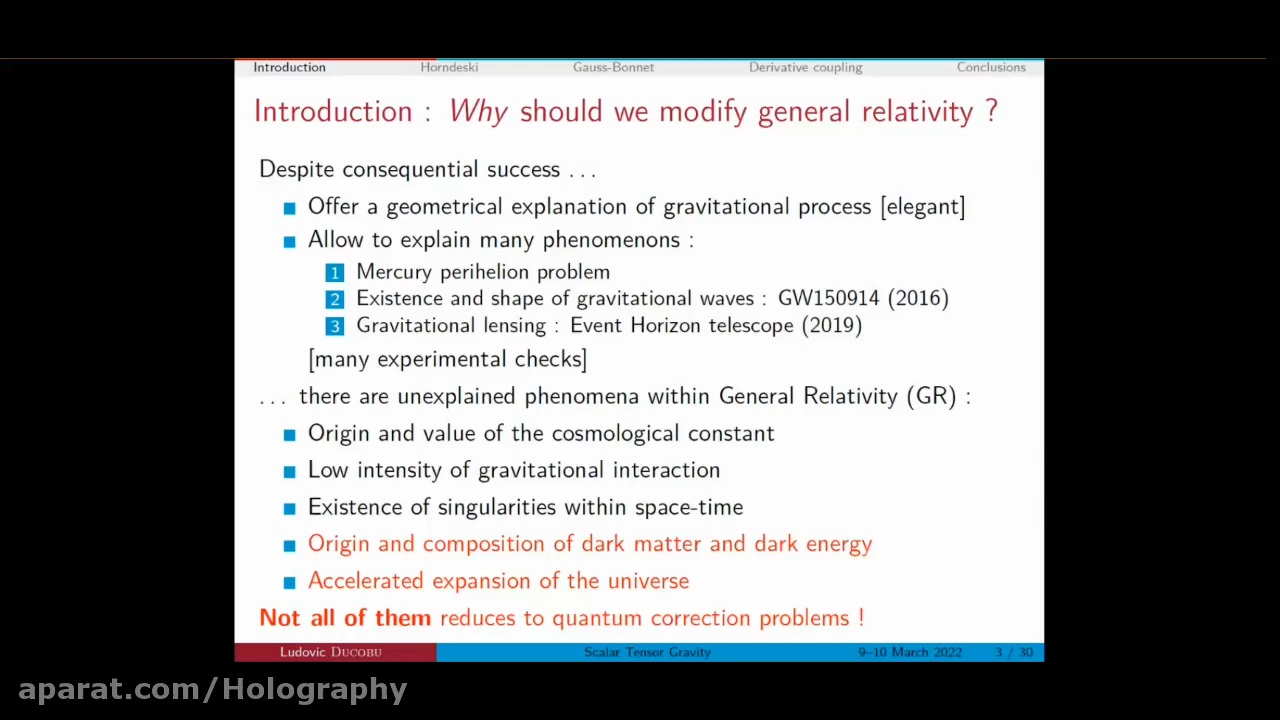 Introduction Horndeski Gauss-Bonnet Derivative coupling Conclusions
Introduction : Why should we modify general relativity ?
Despite consequential success . . .
Offer a geometrical explanation of gravitational process [elegant]
Allow to explain many phenomenons :
1 Mercury perihelion problem
2 Existence and shape of gravitational waves : GW150914 (2016)
3 Gravitational lensing : Event Horizon telescope (2019)
[many experimental checks]
. . . there are unexplained phenomena within General Relativity (GR) :
Origin and value of the cosmological constant
Low intensity of gravitational interaction
Existence of singularities within space-time
Origin and composition of dark matter and dark energy
Accelerated expansion of the universe
Not all of them reduces to quantum correction problems !
Ludovic DUCOBU Scalar Tensor Gravity 9–10 March 2022 3 / 30
aparat.com/Holography